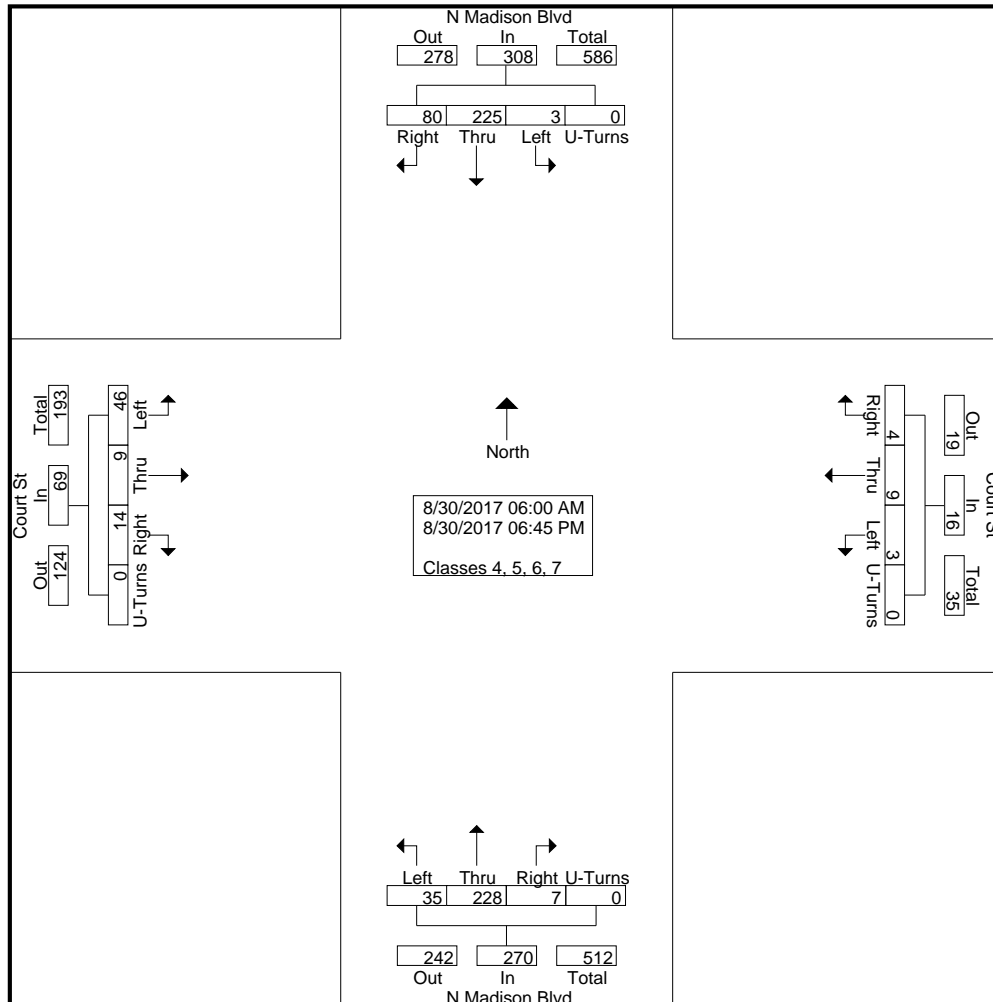 N Madison Blvd
Out In Total
278 308 586
80 225 3 0
Right Thru Left U-Turns
Court St
Total In Out
193 69 124
46 9 14 0
Left Thru Right U-Turns
North
8/30/2017 06:00 AM
8/30/2017 06:45 PM
Classes 4, 5, 6, 7
Right Thru Left U-Turns
4 9 3 0
Out In Total
19 16 35
Court St
Left Thru Right U-Turns
35 228 7 0
242 270 512
Out In Total
N Madison Blvd